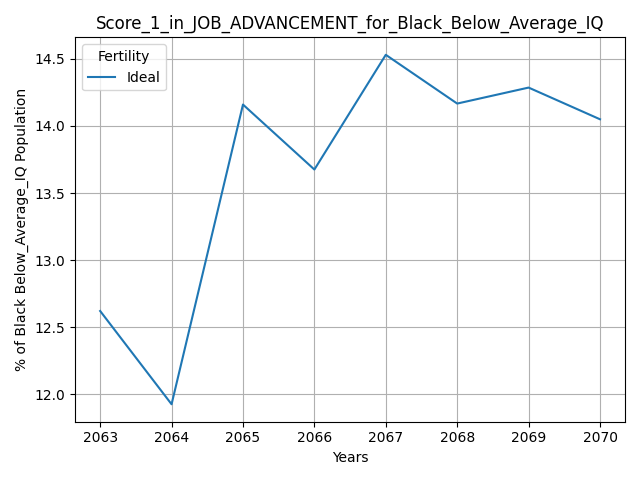 Score_1_in_JOB_ADVANCEMENT_for_Black_Below_Average_IQ
Fertility
Ideal
% of Black Below_Average_IQ Population
14.5
14.0
13.5
13.0
12.5
12.0
2063 2064 2065 2066 2067 2068 2069 2070
Years